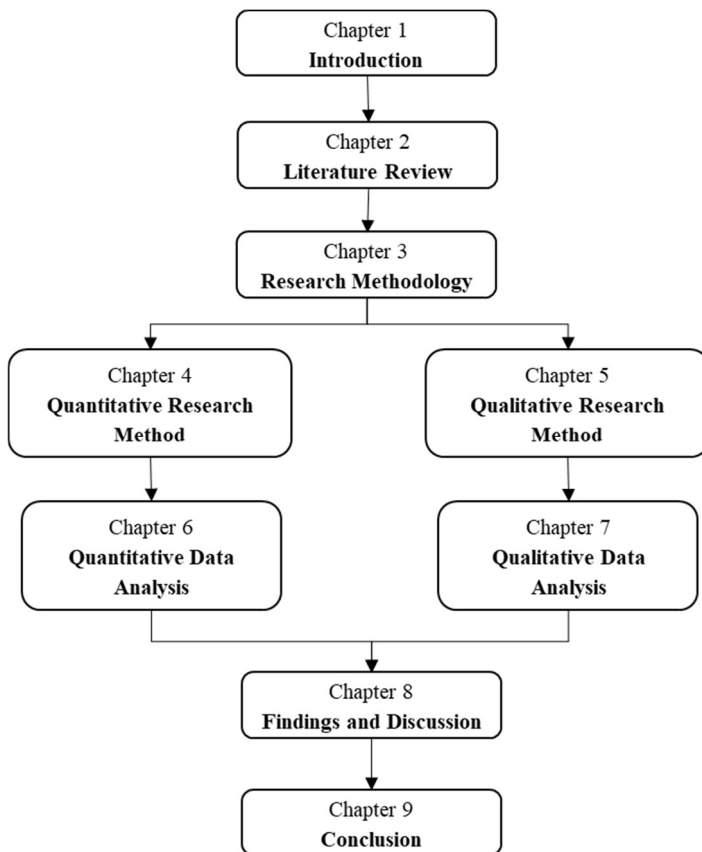 Chapter 1
Introduction
Chapter 2
Literature Review
Chapter 3
Research Methodology
Chapter 4
Quantitative Research
Method
Chapter 5
Qualitative Research
Method
Chapter 6
Quantitative Data
Analysis
Chapter 7
Qualitative Data
Analysis
Chapter 8
Findings and Discussion
Chapter 9
Conclusion